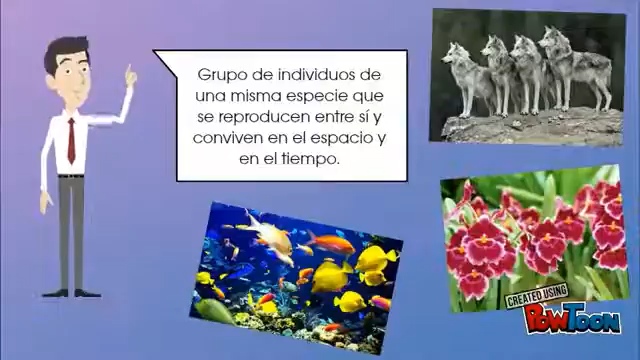 Grupo de individuos de
una misma especie que
se reproducen entre sí y
conviven en el espacio y
en el tiempo.
CREATED USING
POWTOON